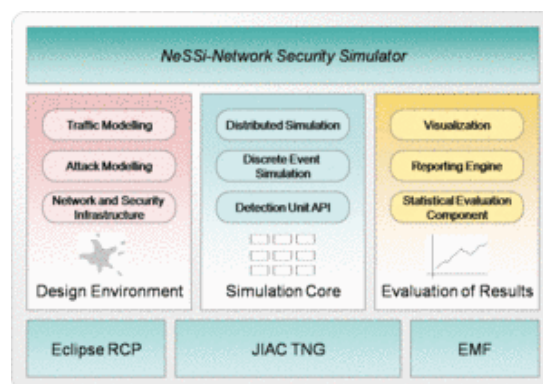 NeSSi-Network Security Simulator
Traffic Modelling
Attack Modelling
Network and Security
Infrastructure
Design Environment
Distributed Simulation
Discrete Event
Simulation
Detection Unit API
Simulation Core
Visualization
Reporting Engine
Statistical Evaluation
Component
Evaluation of Results
Eclipse RCP
JIAC TNG
EMF